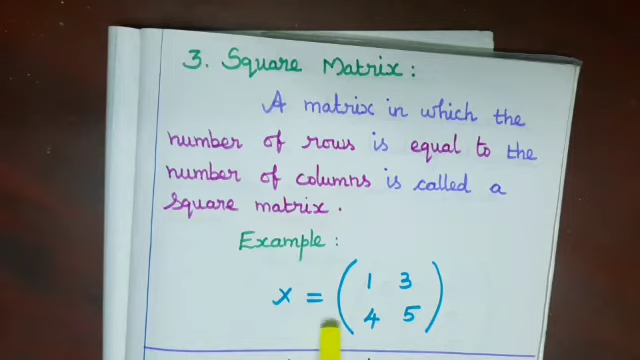 3. Square Matrix:
A matrix in which the
number of rows is equal to the
number of columns is called a
square matrix.
Example:
x = ( 1 3
4 5 )